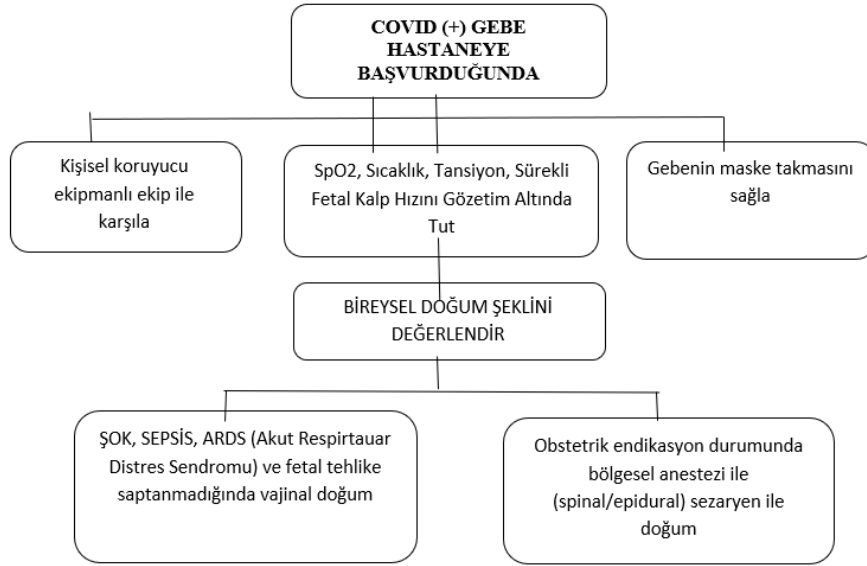 COVID (+) GEBE
HASTANEYE
BAŞVURDUĞUNDA
Kişisel koruyucu
ekipmanlı ekip ile
karşıla
SpO2, Sıcaklık, Tansiyon, Sürekli
Fetal Kalp Hızını Gözetim Altında
Tut
Gebenin maske takmasını
sağla
BİREYSEL DOĞUM ŞEKLİNİ
DEĞERLENDİR
ŞOK, SEPSİS, ARDS (Akut Respirtauar
Distres Sendromu) ve fetal tehlike
saptanmadığında vajinal doğum
Obstetrik endikasyon durumunda
bölgesel anestezi ile
(spinal/epidural) sezaryen ile
doğum